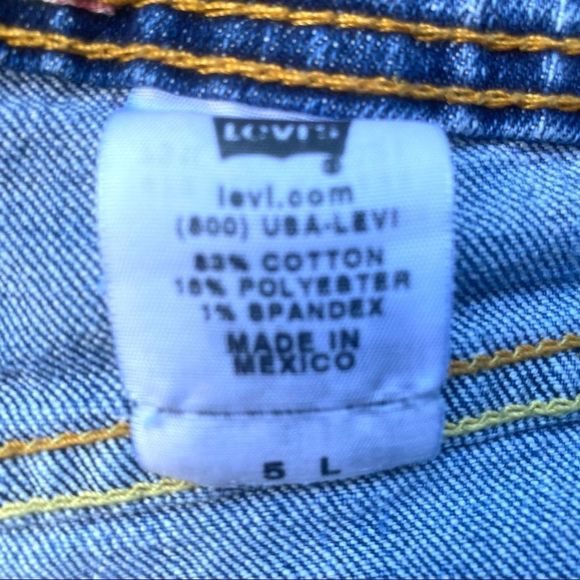 Levi's
®
levi.com
(800) USA-LEVI
83% COTTON
16% POLYESTER
1% SPANDEX
MADE IN
MEXICO
5 L